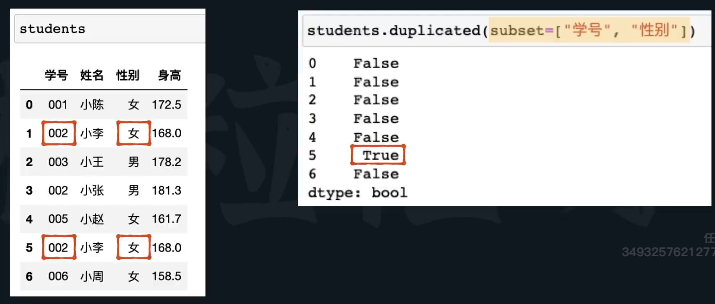 students
学号 姓名 性别 身高
0 001 小陈 女 172.5
1 002 小李 女 168.0
2 003 小王 男 178.2
3 002 小张 男 181.3
4 005 小赵 女 161.7
5 002 小李 女 168.0
6 006 小周 女 158.5
students.duplicated(subset=["学号", "性别"])
0 False
1 False
2 False
3 False
4 False
5 True
6 False
dtype: bool
任
3493257621277